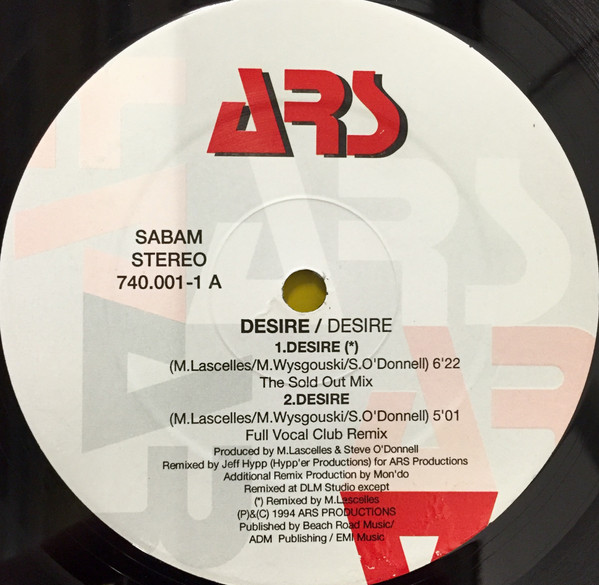 ARS
SABAM
STEREO
740.001-1 A
DESIRE / DESIRE
1.DESIRE (*)
(M.Lascelles/M.Wysgouski/S.O'Donnell) 6'22
The Sold Out Mix
2.DESIRE
(M.Lascelles/M.Wysgouski/S.O'Donnell) 5'01
Full Vocal Club Remix
Produced by M.Lascelles & Steve O'Donnell
Remixed by Jeff Hypp (Hypp'er Productions) for ARS Productions
Additional Remix Production by Mon'do
Remixed at DLM Studio except
(*) Remixed by M.Lascelles
(P)&(C) 1994 ARS PRODUCTIONS
Published by Beach Road Music/
ADM Publishing / EMI Music